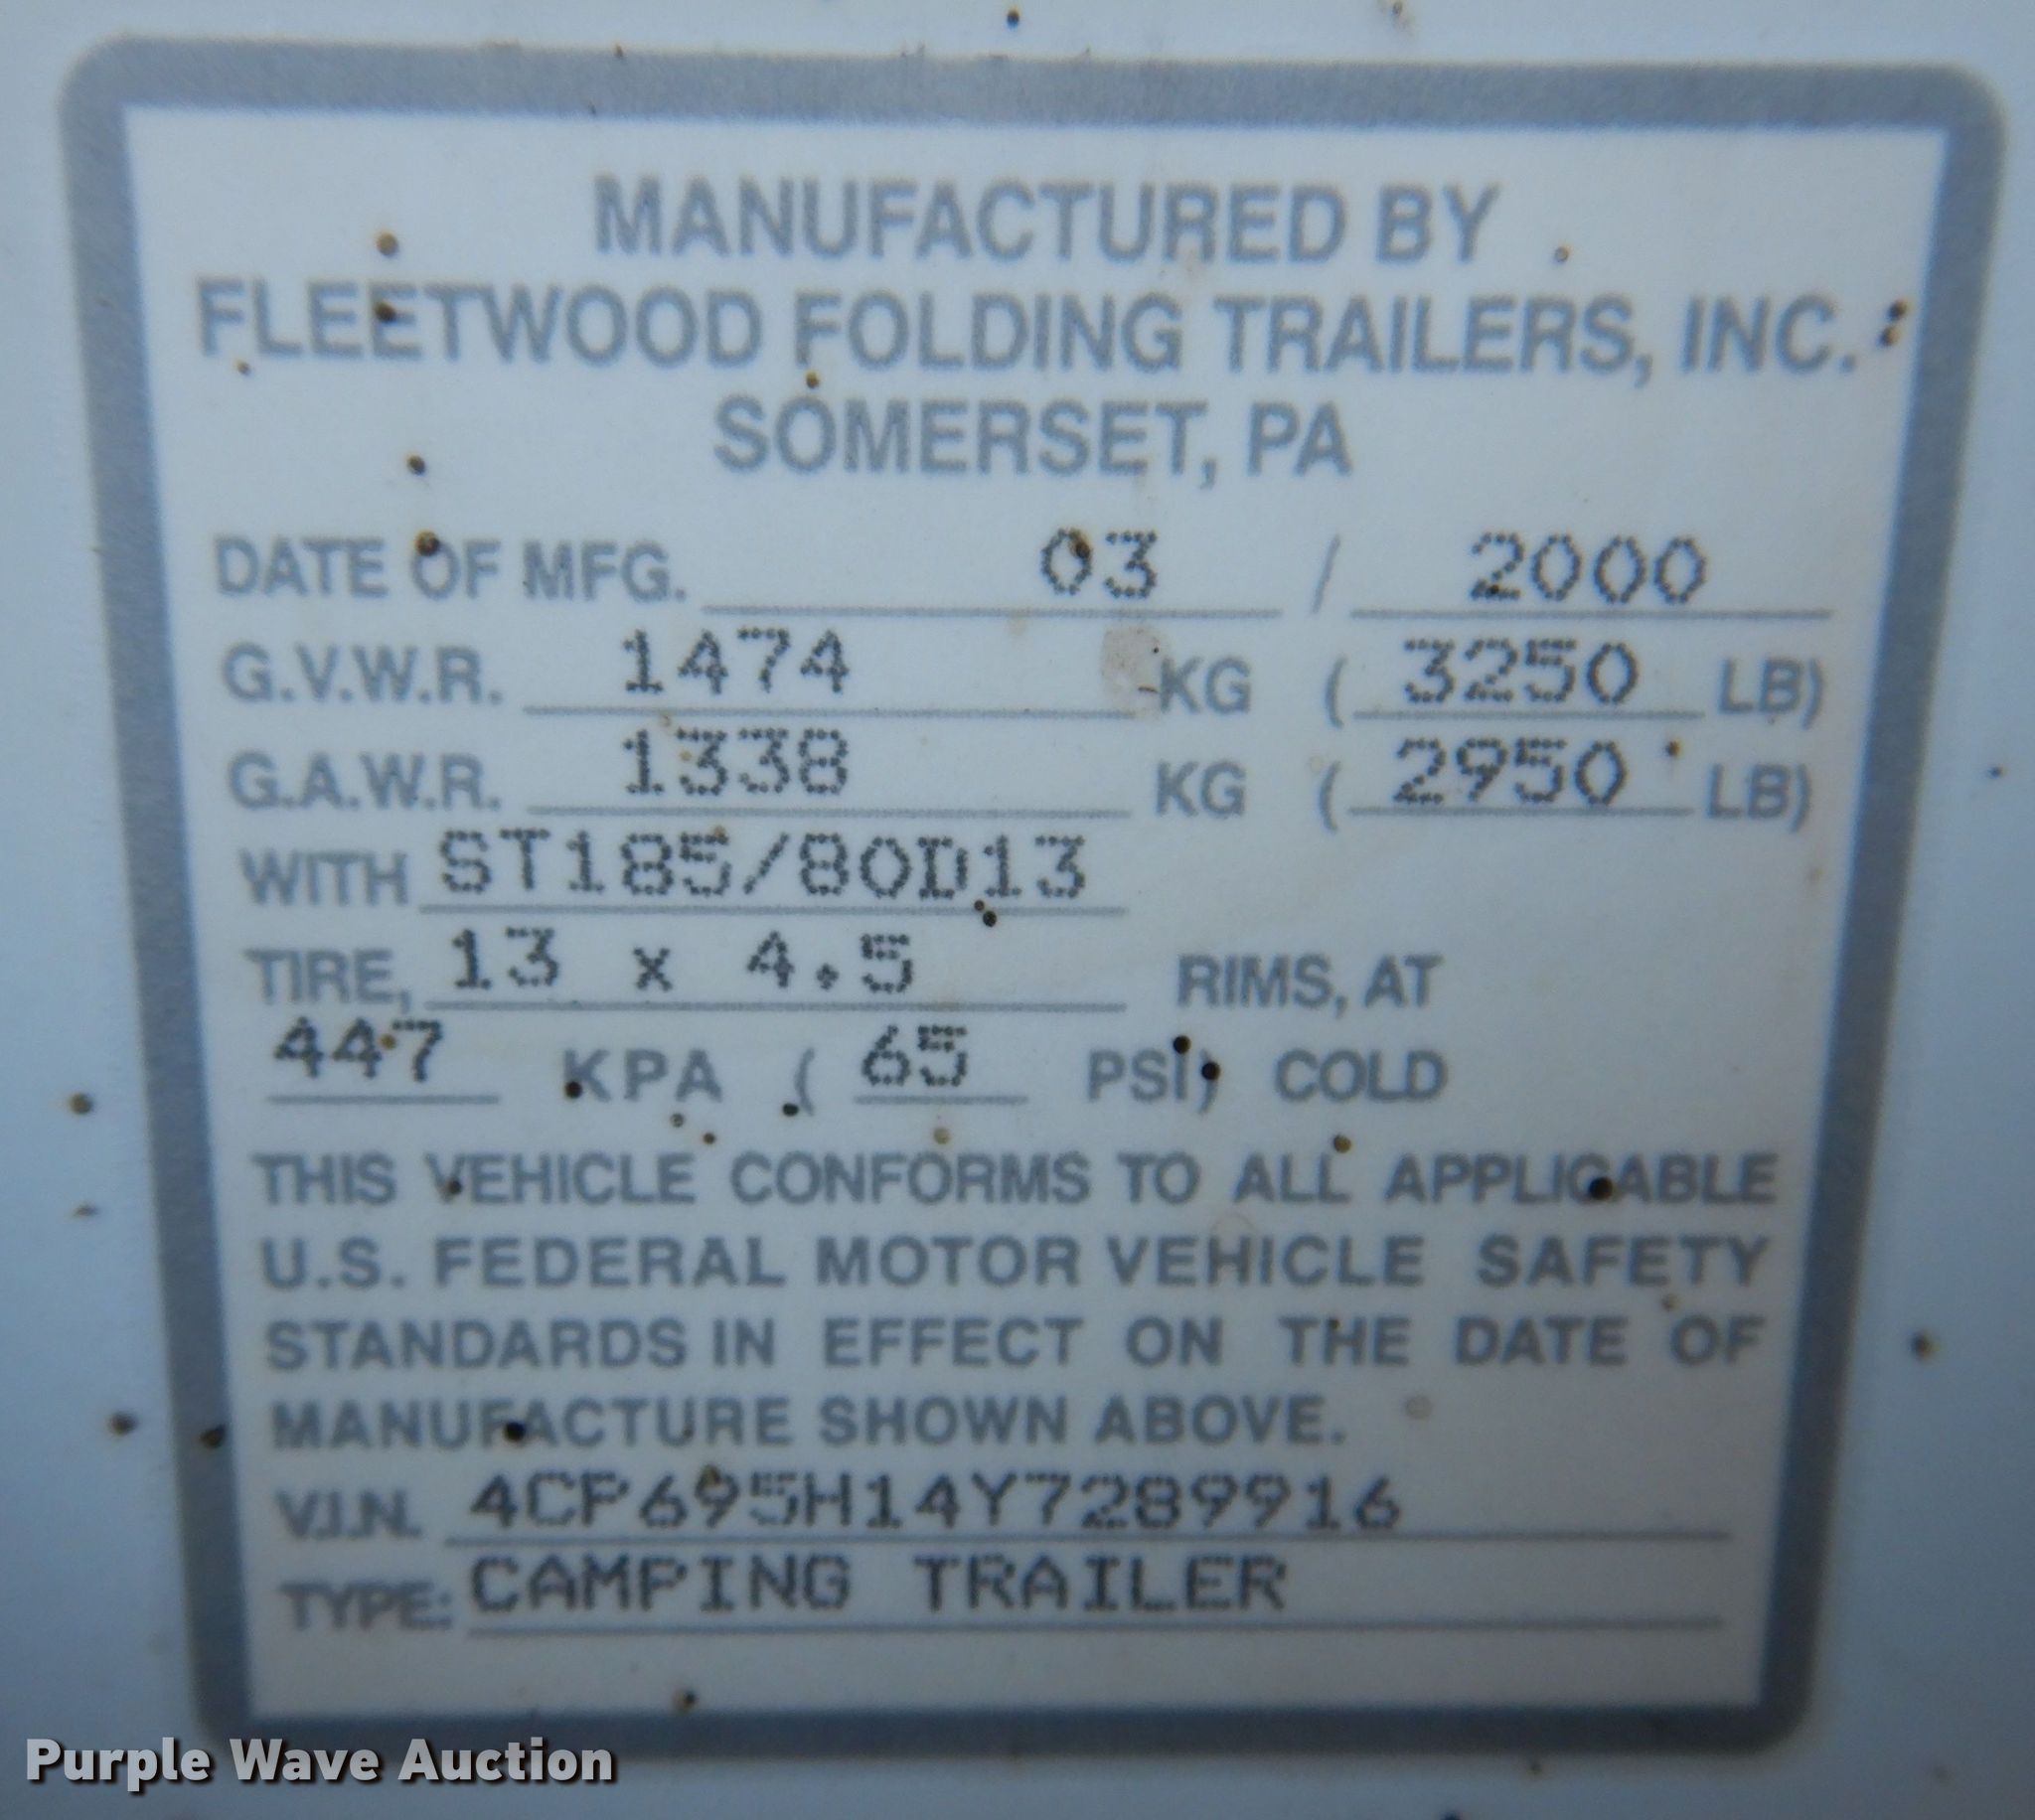 MANUFACTURED BY
FLEETWOOD FOLDING TRAILERS, INC.
SOMERSET, PA
DATE OF MFG. 03 / 2000
G.V.W.R. 1474 KG ( 3250 LB)
G.A.W.R. 1338 KG ( 2950 LB)
WITH ST185/80D13
TIRE, 13 x 4.5 RIMS, AT
447 KPA ( 65 PSI) COLD
THIS VEHICLE CONFORMS TO ALL APPLICABLE
U.S. FEDERAL MOTOR VEHICLE SAFETY
STANDARDS IN EFFECT ON THE DATE OF
MANUFACTURE SHOWN ABOVE.
V.I.N. 4CP695H14Y7289916
TYPE: CAMPING TRAILER
Purple Wave Auction